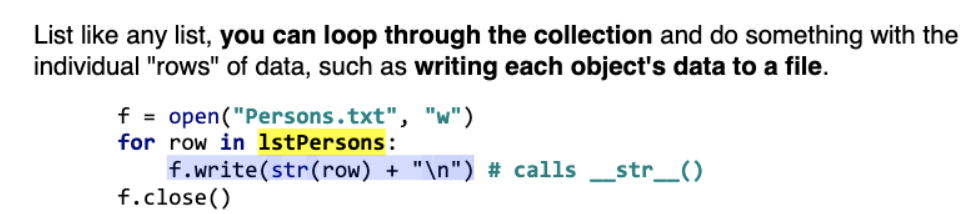 List like any list, you can loop through the collection and do something with the
individual "rows" of data, such as writing each object's data to a file.
f = open("Persons.txt", "w")
for row in lstPersons:
    f.write(str(row) + "\n") # calls __str__()
f.close()